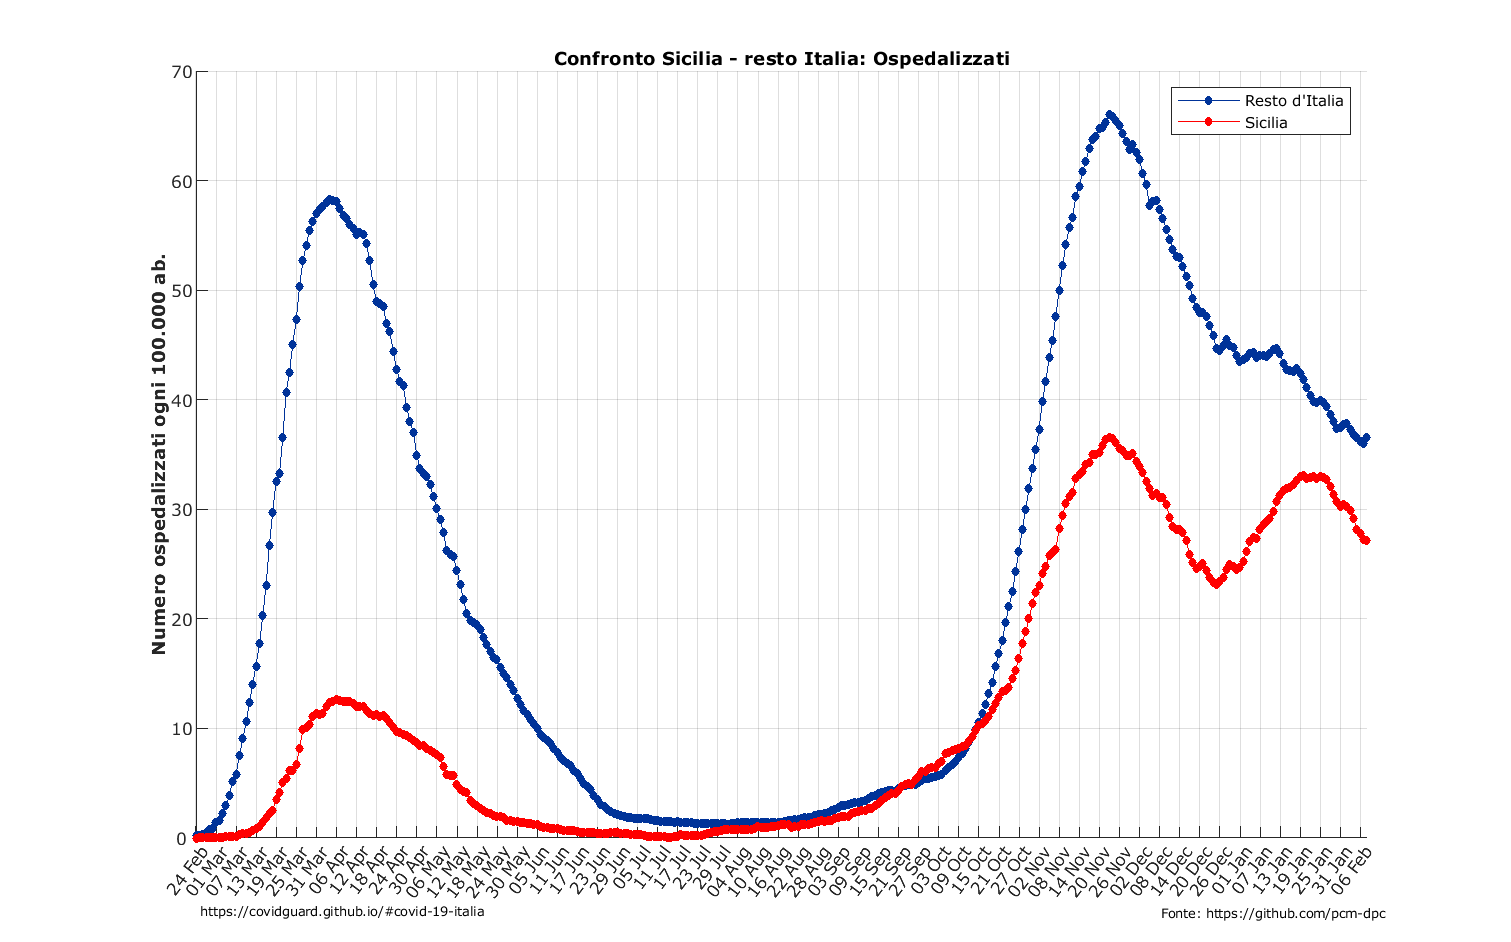 Confronto Sicilia - resto Italia: Ospedalizzati
Resto d'Italia
Sicilia
Numero ospedalizzati ogni 100.000 ab.
70
60
50
40
30
20
10
0
24 Feb
01 Mar
07 Mar
13 Mar
19 Mar
25 Mar
31 Mar
06 Apr
12 Apr
18 Apr
24 Apr
30 Apr
06 May
12 May
18 May
24 May
30 May
05 Jun
11 Jun
17 Jun
23 Jun
29 Jun
05 Jul
11 Jul
17 Jul
23 Jul
29 Jul
04 Aug
10 Aug
16 Aug
22 Aug
28 Aug
03 Sep
09 Sep
15 Sep
21 Sep
27 Sep
03 Oct
09 Oct
15 Oct
21 Oct
27 Oct
02 Nov
08 Nov
14 Nov
20 Nov
26 Nov
02 Dec
08 Dec
14 Dec
20 Dec
26 Dec
01 Jan
07 Jan
13 Jan
19 Jan
25 Jan
31 Jan
06 Feb
https://covidguard.github.io/#covid-19-italia
Fonte: https://github.com/pcm-dpc